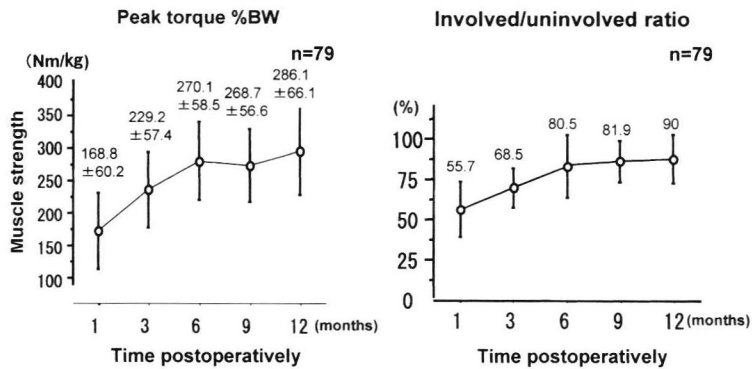 Peak torque %BW
(Nm/kg)
n=79
400
350
300
250
200
150
100
Muscle strength
168.8
±60.2
229.2
±57.4
270.1
±58.5
268.7
±56.6
286.1
±66.1
1 3 6 9 12 (months)
Time postoperatively
Involved/uninvolved ratio
n=79
(%)
100
75
50
25
0
55.7
68.5
80.5
81.9
90
1 3 6 9 12 (months)
Time postoperatively